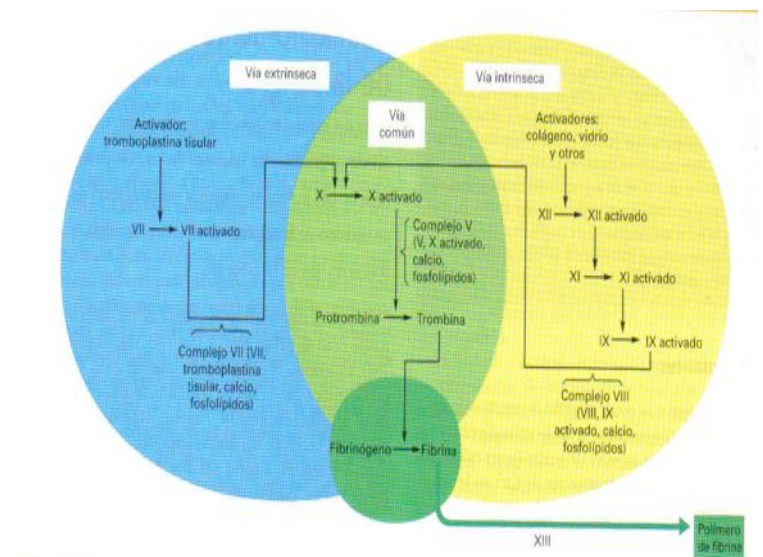 Vía extrínseca
Vía intrínseca
Activador:
tromboplastina tisular
Vía
común
Activadores:
colágeno, vidrio
y otros
X
X activado
VII
VII activado
Complejo V
(V, X activado,
calcio,
fosfolípidos)
XII
XII activado
XI
XI activado
Protrombina
Trombina
IX
IX activado
Complejo VII (VII,
tromboplastina
tisular, calcio,
fosfolípidos)
Complejo VIII
(VIII, IX
activado, calcio,
fosfolípidos)
Fibrinógeno
Fibrina
XIII
Polímero
de fibrina